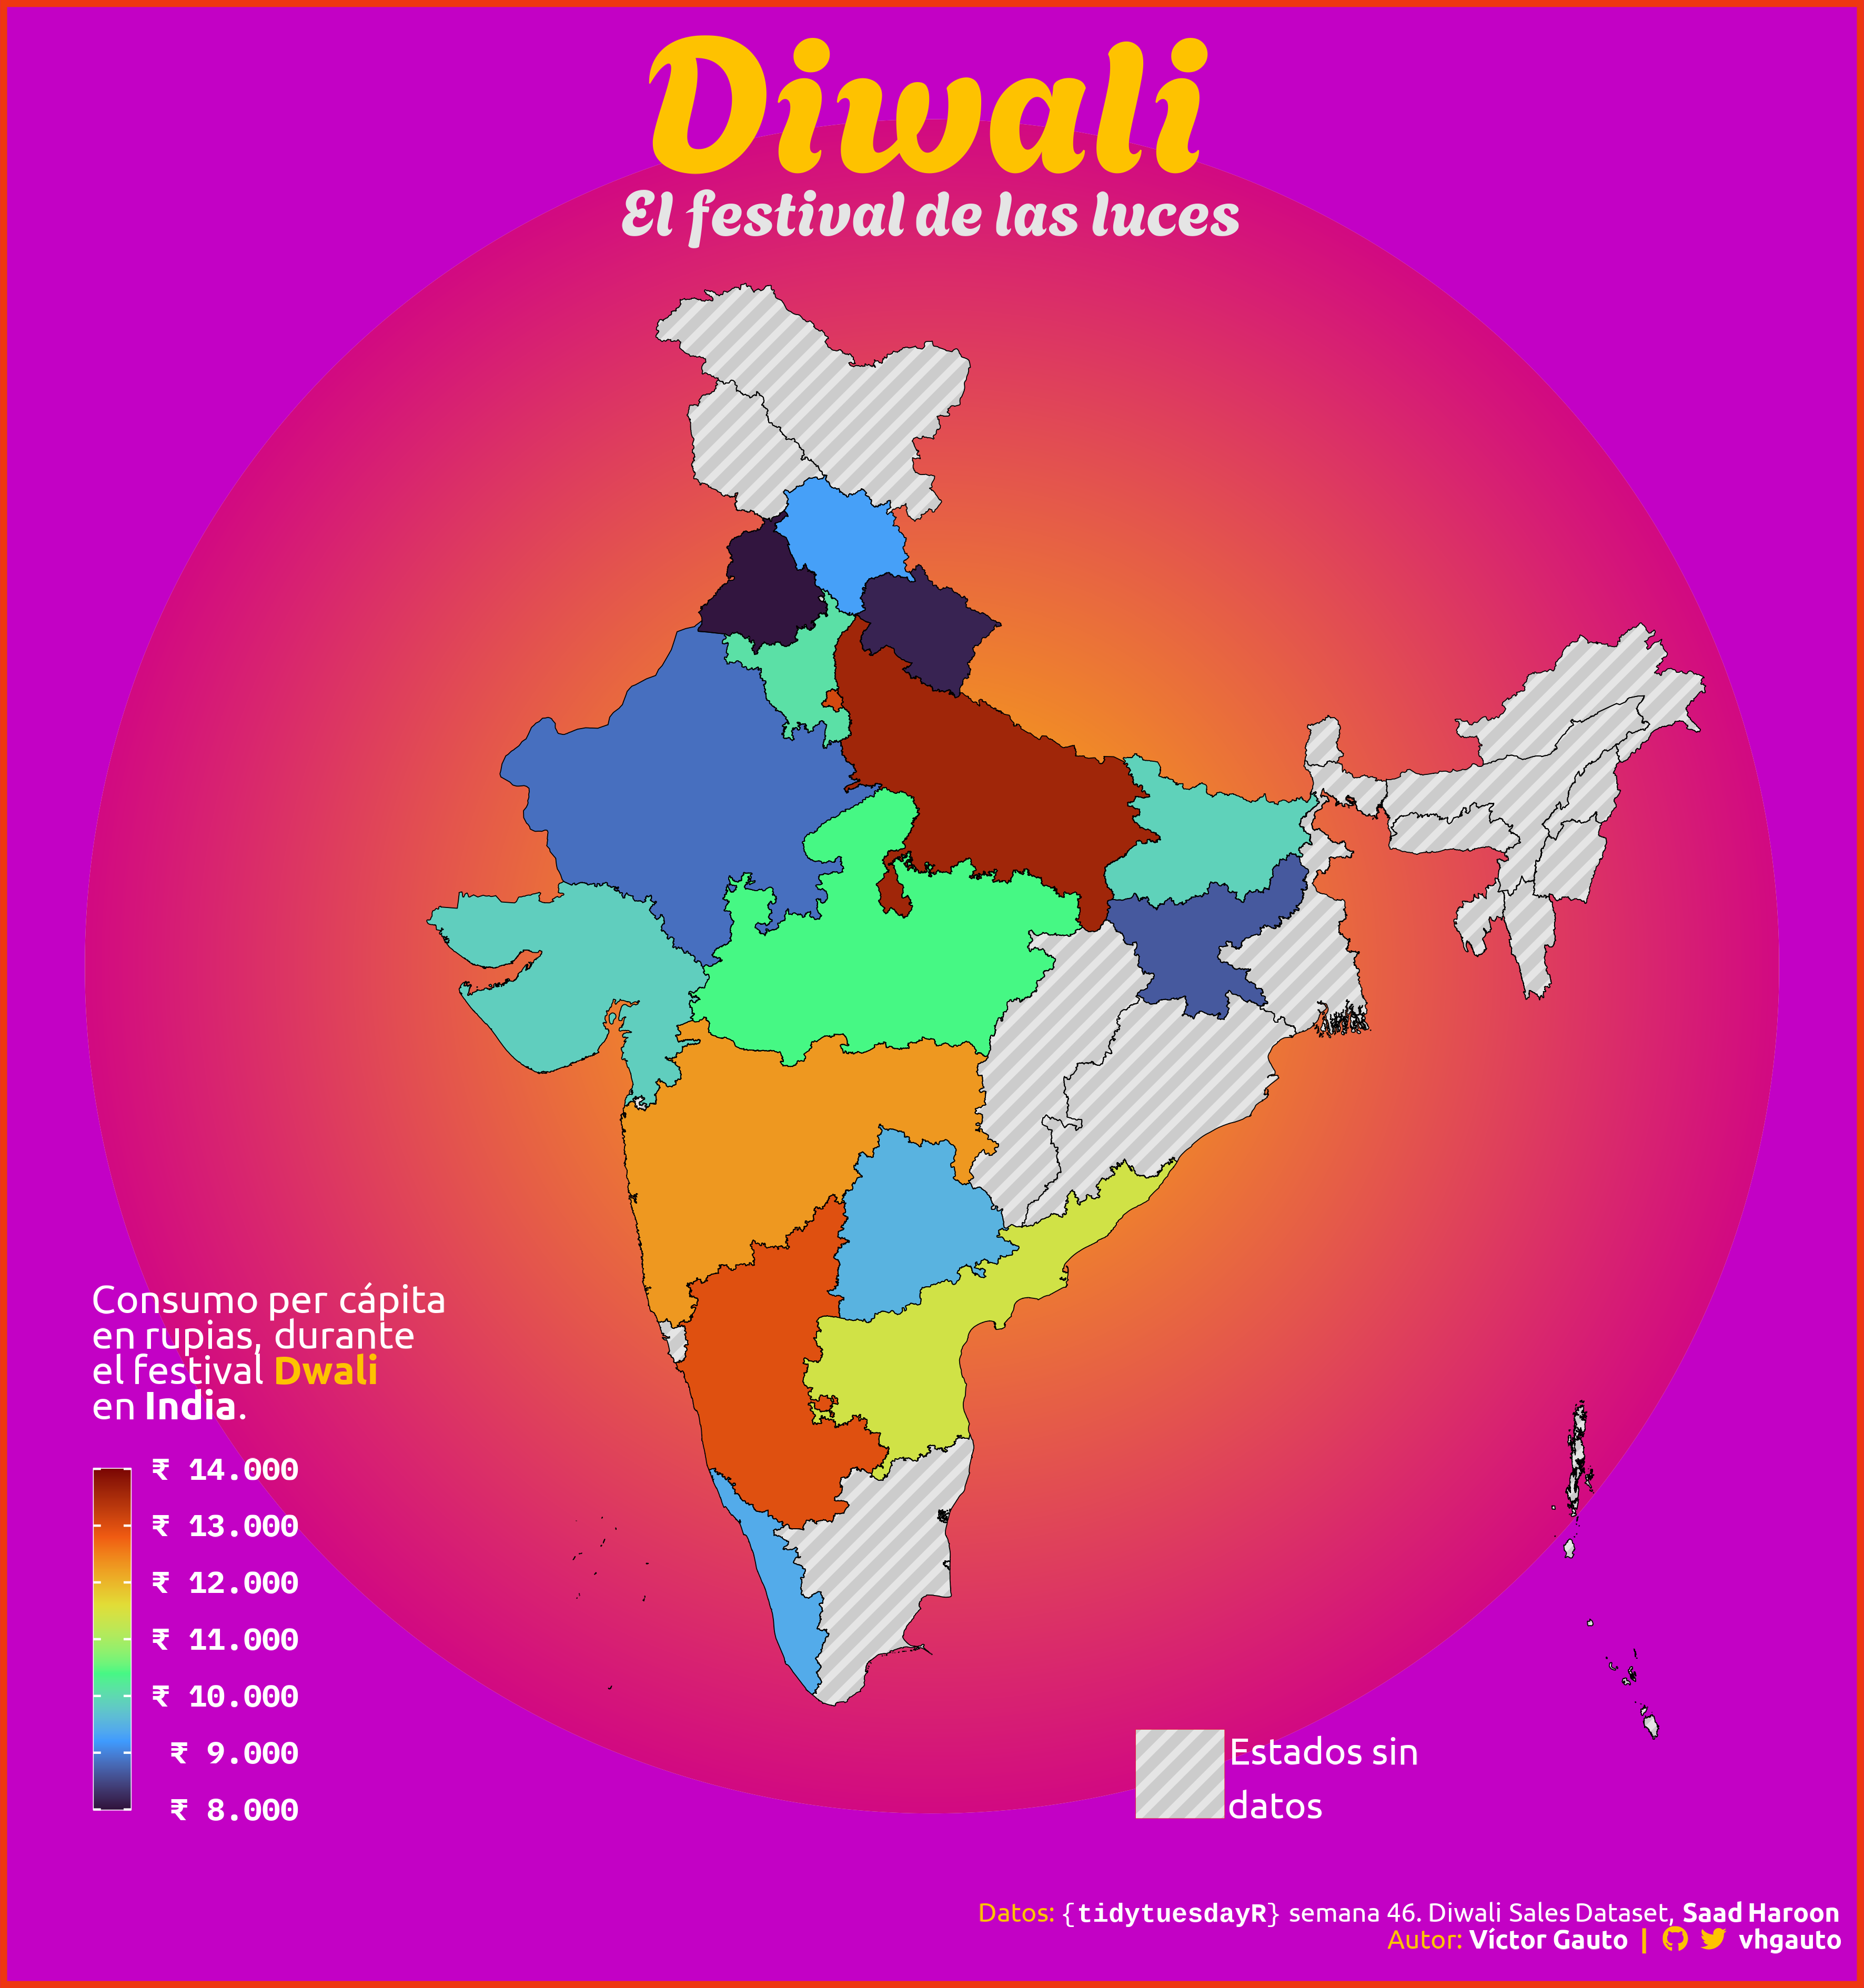 Diwali
El festival de las luces
Consumo per cápita
en rupias, durante
el festival Dwali
en India.
₹ 14.000
₹ 13.000
₹ 12.000
₹ 11.000
₹ 10.000
₹ 9.000
₹ 8.000
Estados sin
datos
Datos: {tidytuesdayR} semana 46. Diwali Sales Dataset, Saad Haroon
Autor: Víctor Gauto | vhgauto